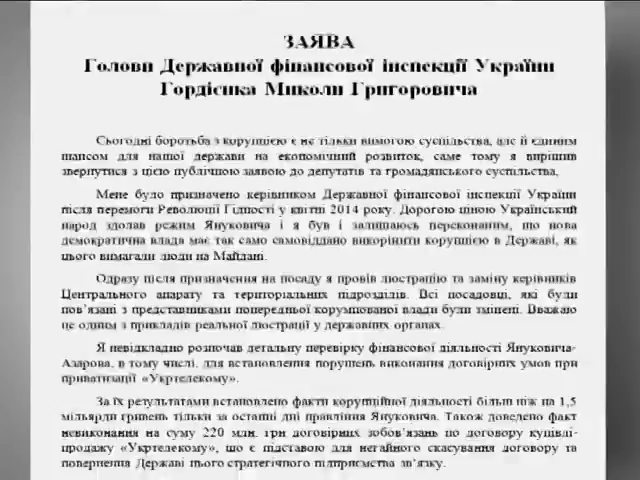 ЗАЯВА
Голови Державної фінансової інспекції України
Гордієнка Миколи Григоровича
Сьогодні боротьба з корупцією є не тільки вимогою суспільства, але й єдиним
шансом для нашої держави на економічний розвиток, саме тому я вирішив
звернутися з цією публічною заявою до депутатів та громадянського суспільства.
Мене було призначено керівником Державної фінансової інспекції України
після перемоги Революції Гідності у квітні 2014 року. Дорогою ціною Український
народ здолав режим Януковича і я був і залишаюсь переконаним, що нова
демократична влада має так само самовіддано викорінити корупцією в Державі, як
цього вимагали люди на Майдані.
Одразу після призначення на посаду я провів люстрацію та заміну керівників
Центрального апарату та територіальних підрозділів. Всі посадовці, які були
пов'язані з представниками попередньої корумпованої влади були змінені. Вважаю
це одним з прикладів реальної люстрації у державних органах.
Я невідкладно розпочав детальну перевірку фінансової діяльності Януковича-
Азарова, в тому числі, для встановлення порушень виконання договірних умов при
приватизації «Укртелекому».
За їх результатами встановлено факти корупційної діяльності більш ніж на 1,5
мільярди гривень тільки за останні дні правління Януковича. Також доведено факт
невиконання на суму 220 млн. грн договірних зобов'язань по договору купівлі-
продажу «Укртелекому», що є підставою для негайного скасування договору та
повернення Державі цього стратегічного підприємства зв'язку.